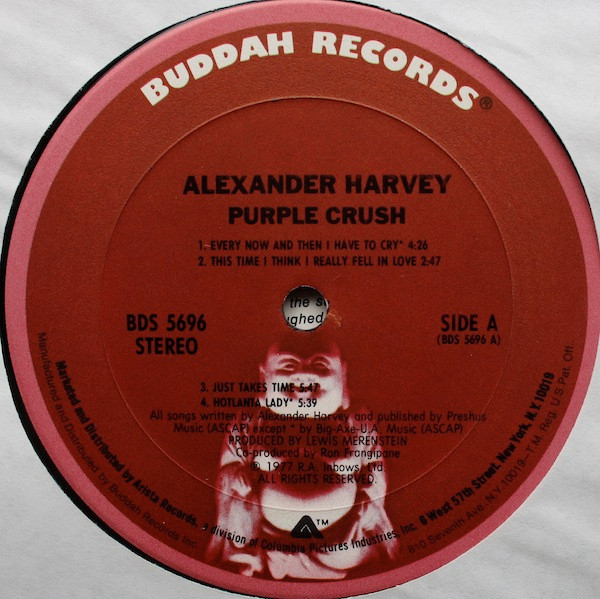 BUDDAH RECORDS®
ALEXANDER HARVEY
PURPLE CRUSH
1. EVERY NOW AND THEN I HAVE TO CRY* 4:26
2. THIS TIME I THINK I REALLY FELL IN LOVE 2:47
the s
ughed
BDS 5696
STEREO
SIDE A
(BDS 5696 A)
3. JUST TAKES TIME 5:47
4. HOTLANTA LADY* 5:39
All songs written by Alexander Harvey and published by Preshus
Music (ASCAP) except * by Big-Axe-U.A. Music (ASCAP)
PRODUCED BY LEWIS MERENSTEIN
Co-produced by Ron Frangipane
℗ 1977 R.A. Inbows, Ltd.
ALL RIGHTS RESERVED.
A™
Marketed and Distributed by Arista Records, a division of Columbia Pictures Industries, Inc. 6 West 57th Street, New York, N.Y. 10019
Manufactured and Distributed by Buddah Records Inc. 810 Seventh Ave. N.Y. 10019-T.M. Reg. U.S. Pat. Off.